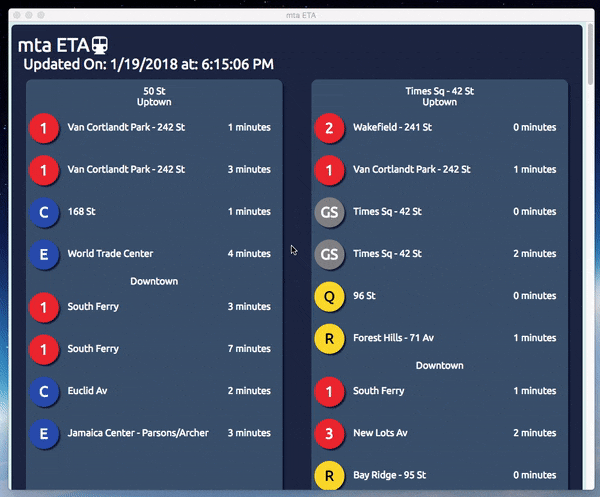 mta ETA
mta ETA
Updated On: 1/19/2018 at: 6:15:06 PM
50 St
Uptown
1 Van Cortlandt Park - 242 St 1 minutes
1 Van Cortlandt Park - 242 St 3 minutes
C 168 St 1 minutes
E World Trade Center 4 minutes
Downtown
1 South Ferry 3 minutes
1 South Ferry 7 minutes
C Euclid Av 2 minutes
E Jamaica Center - Parsons/Archer 3 minutes
Times Sq - 42 St
Uptown
2 Wakefield - 241 St 0 minutes
1 Van Cortlandt Park - 242 St 1 minutes
GS Times Sq - 42 St 0 minutes
GS Times Sq - 42 St 2 minutes
Q 96 St 0 minutes
R Forest Hills - 71 Av 1 minutes
Downtown
1 South Ferry 1 minutes
3 New Lots Av 2 minutes
R Bay Ridge - 95 St 0 minutes